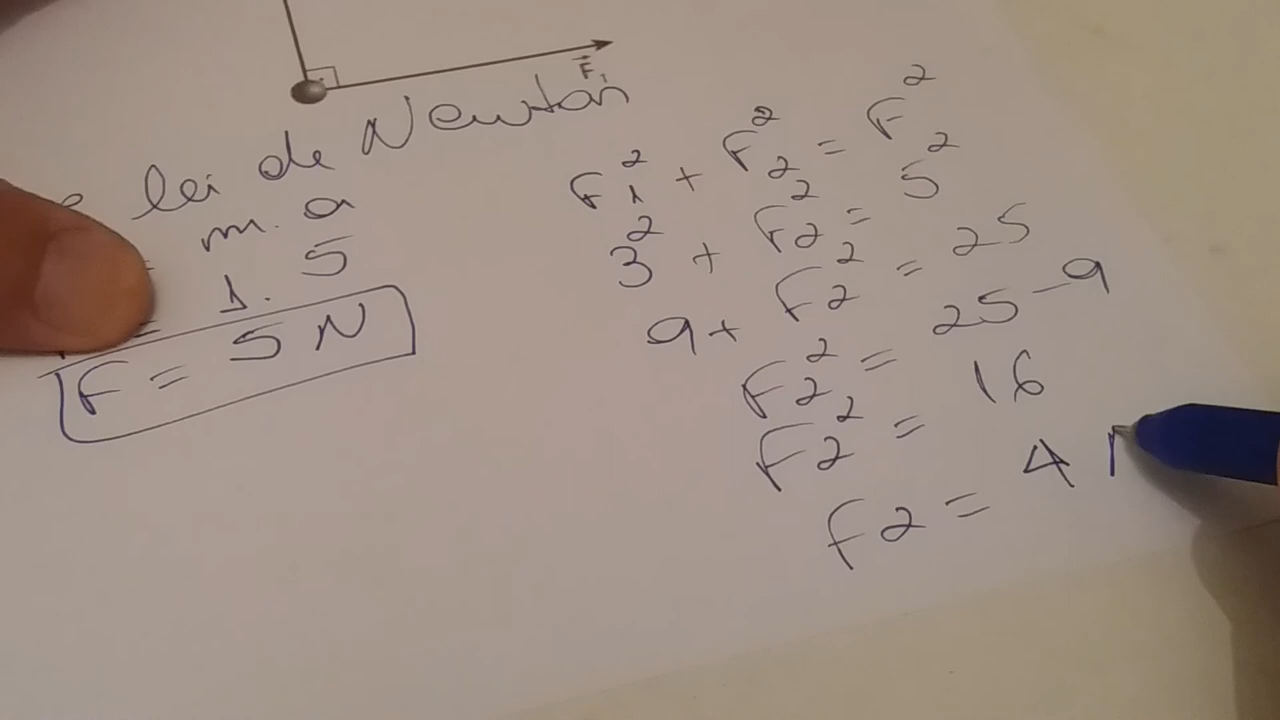 F₁
lei de Newton
m. a
= 1. 5
F = 5 N
F1² + F2² = F²
3² + F2² = 5²
9 + F2² = 25
F2² = 25 - 9
F2² = 16
F2 = 4